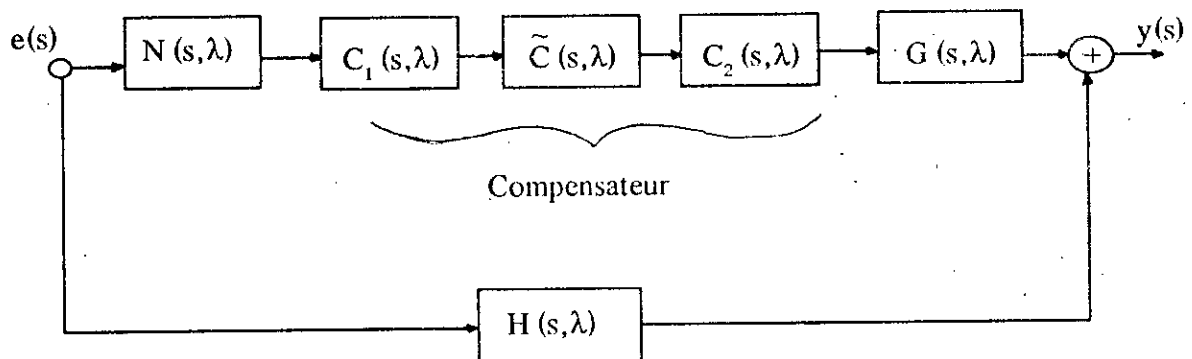 e(s) N(s,λ) C₁(s,λ) C̃(s,λ) C₂(s,λ) G(s,λ) + y(s)
Compensateur
H(s,λ)